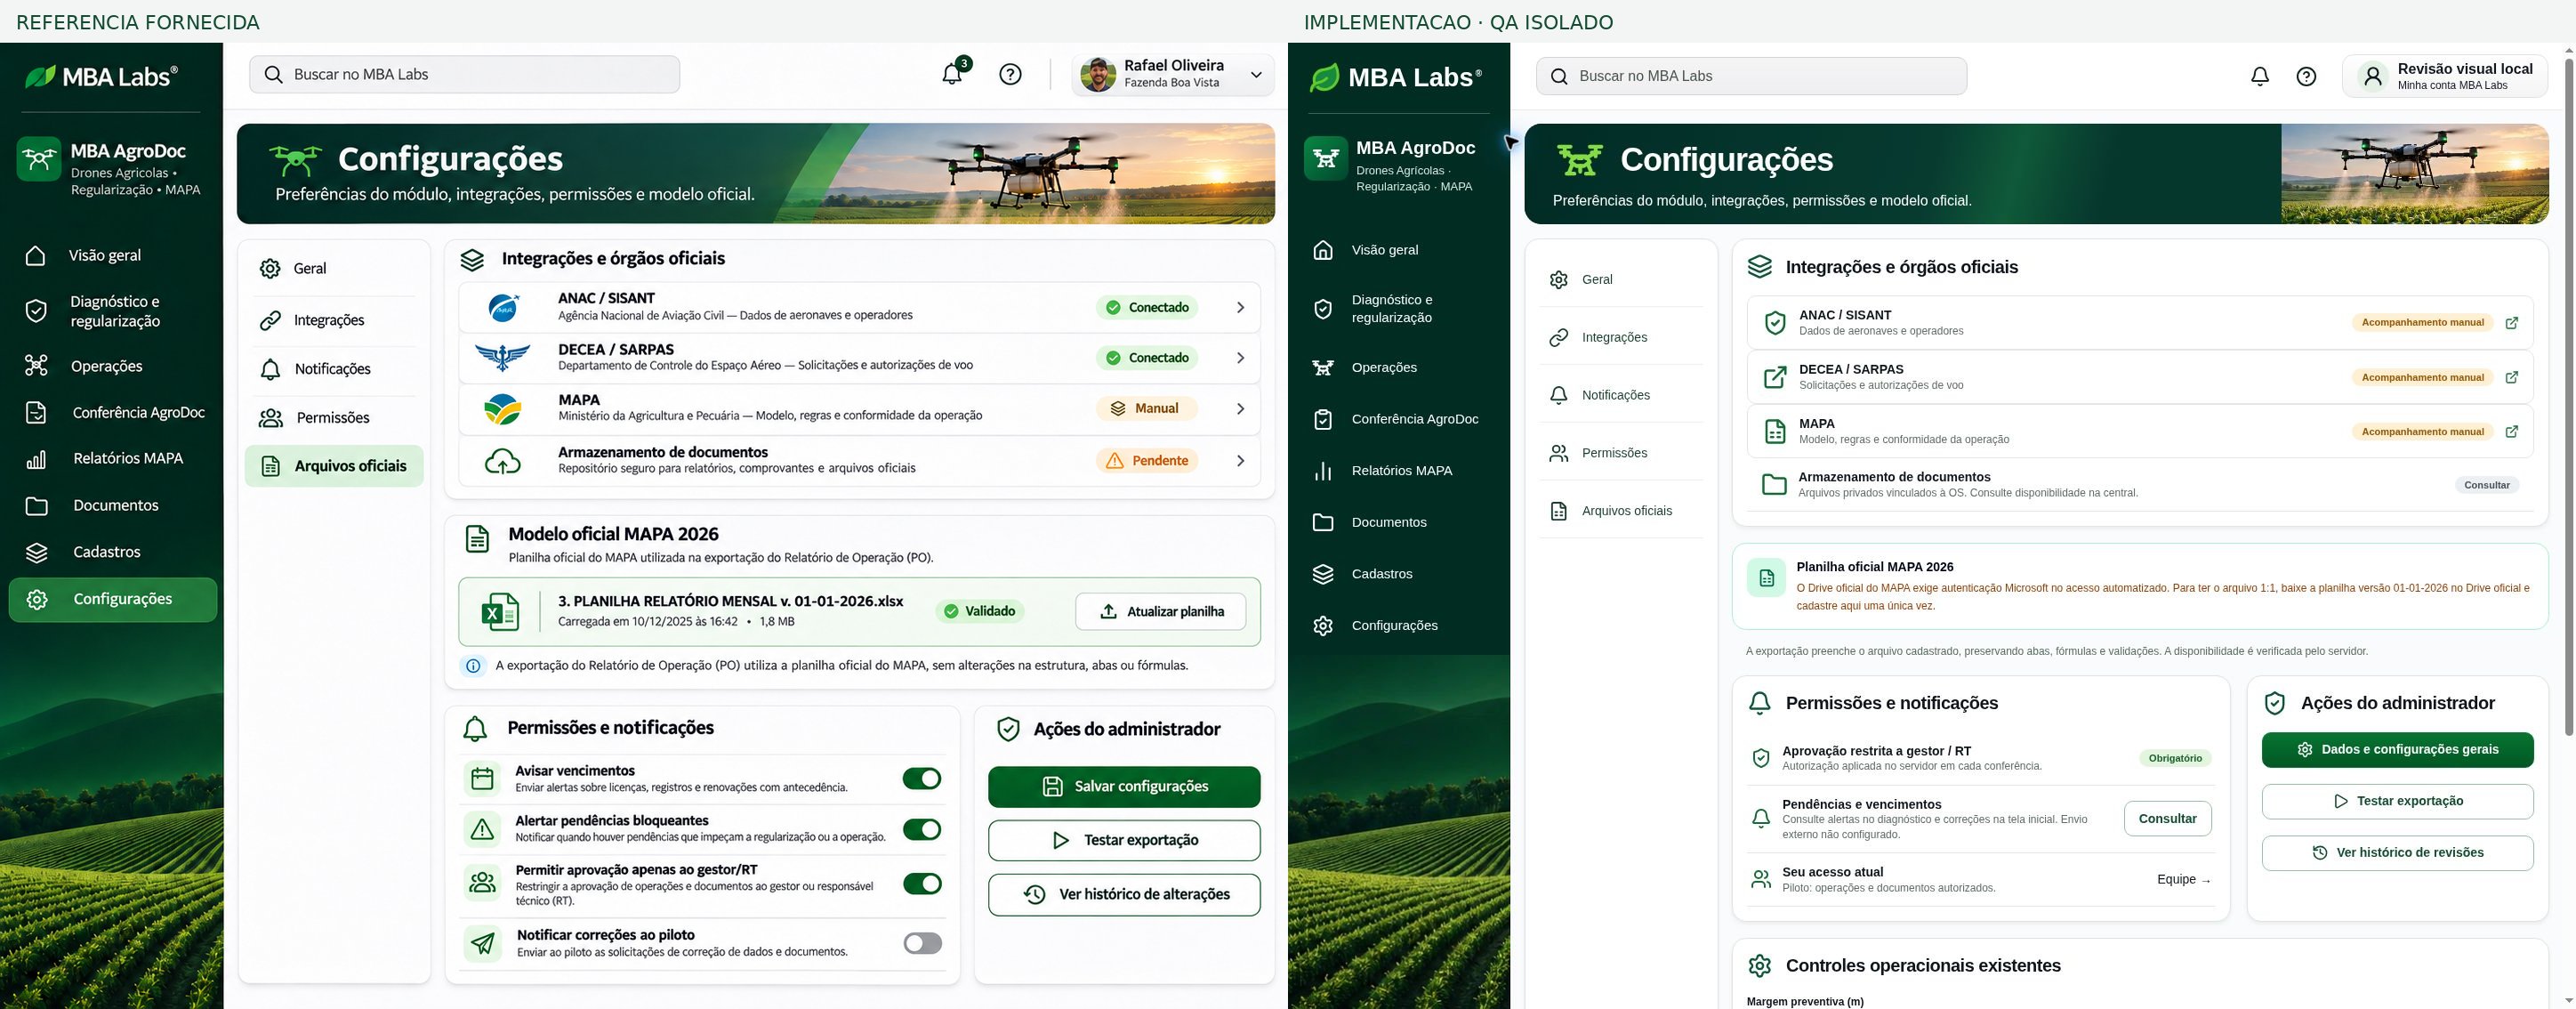 REFERENCIA FORNECIDA
MBA Labs®
MBA AgroDoc
Drones Agricolas •
Regularização • MAPA
Visão geral
Diagnóstico e
regularização
Operações
Conferência AgroDoc
Relatórios MAPA
Documentos
Cadastros
Configurações
Buscar no MBA Labs
3
Rafael Oliveira
Fazenda Boa Vista
Configurações
Preferências do módulo, integrações, permissões e modelo oficial.
Geral
Integrações
Notificações
Permissões
Arquivos oficiais
Integrações e órgãos oficiais
ANAC / SISANT
Agência Nacional de Aviação Civil — Dados de aeronaves e operadores
Conectado
DECEA / SARPAS
Departamento de Controle do Espaço Aéreo — Solicitações e autorizações de voo
Conectado
MAPA
Ministério da Agricultura e Pecuária — Modelo, regras e conformidade da operação
Manual
Armazenamento de documentos
Repositório seguro para relatórios, comprovantes e arquivos oficiais
Pendente
Modelo oficial MAPA 2026
Planilha oficial do MAPA utilizada na exportação do Relatório de Operação (PO).
X
3. PLANILHA RELATÓRIO MENSAL v. 01-01-2026.xlsx
Carregada em 10/12/2025 às 16:42 • 1,8 MB
Validado
Atualizar planilha
A exportação do Relatório de Operação (PO) utiliza a planilha oficial do MAPA, sem alterações na estrutura, abas ou fórmulas.
Permissões e notificações
Avisar vencimentos
Enviar alertas sobre licenças, registros e renovações com antecedência.
Alertar pendências bloqueantes
Notificar quando houver pendências que impeçam a regularização ou a operação.
Permitir aprovação apenas ao gestor/RT
Restringir a aprovação de operações e documentos ao gestor ou responsável
técnico (RT).
Notificar correções ao piloto
Enviar ao piloto as solicitações de correção de dados e documentos.
Ações do administrador
Salvar configurações
Testar exportação
Ver histórico de alterações
IMPLEMENTACAO · QA ISOLADO
MBA Labs®
MBA AgroDoc
Drones Agrícolas ·
Regularização · MAPA
Visão geral
Diagnóstico e
regularização
Operações
Conferência AgroDoc
Relatórios MAPA
Documentos
Cadastros
Configurações
Buscar no MBA Labs
Revisão visual local
Minha conta MBA Labs
Configurações
Preferências do módulo, integrações, permissões e modelo oficial.
Geral
Integrações
Notificações
Permissões
Arquivos oficiais
Integrações e órgãos oficiais
ANAC / SISANT
Dados de aeronaves e operadores
Acompanhamento manual
DECEA / SARPAS
Solicitações e autorizações de voo
Acompanhamento manual
MAPA
Modelo, regras e conformidade da operação
Acompanhamento manual
Armazenamento de documentos
Arquivos privados vinculados à OS. Consulte disponibilidade na central.
Consultar
Planilha oficial MAPA 2026
O Drive oficial do MAPA exige autenticação Microsoft no acesso automatizado. Para ter o arquivo 1:1, baixe a planilha versão 01-01-2026 no Drive oficial e
cadastre aqui uma única vez.
A exportação preenche o arquivo cadastrado, preservando abas, fórmulas e validações. A disponibilidade é verificada pelo servidor.
Permissões e notificações
Aprovação restrita a gestor / RT
Autorização aplicada no servidor em cada conferência.
Obrigatório
Pendências e vencimentos
Consulte alertas no diagnóstico e correções na tela inicial. Envio
externo não configurado.
Consultar
Seu acesso atual
Piloto: operações e documentos autorizados.
Equipe →
Ações do administrador
Dados e configurações gerais
Testar exportação
Ver histórico de revisões
Controles operacionais existentes
Margem preventiva (m)